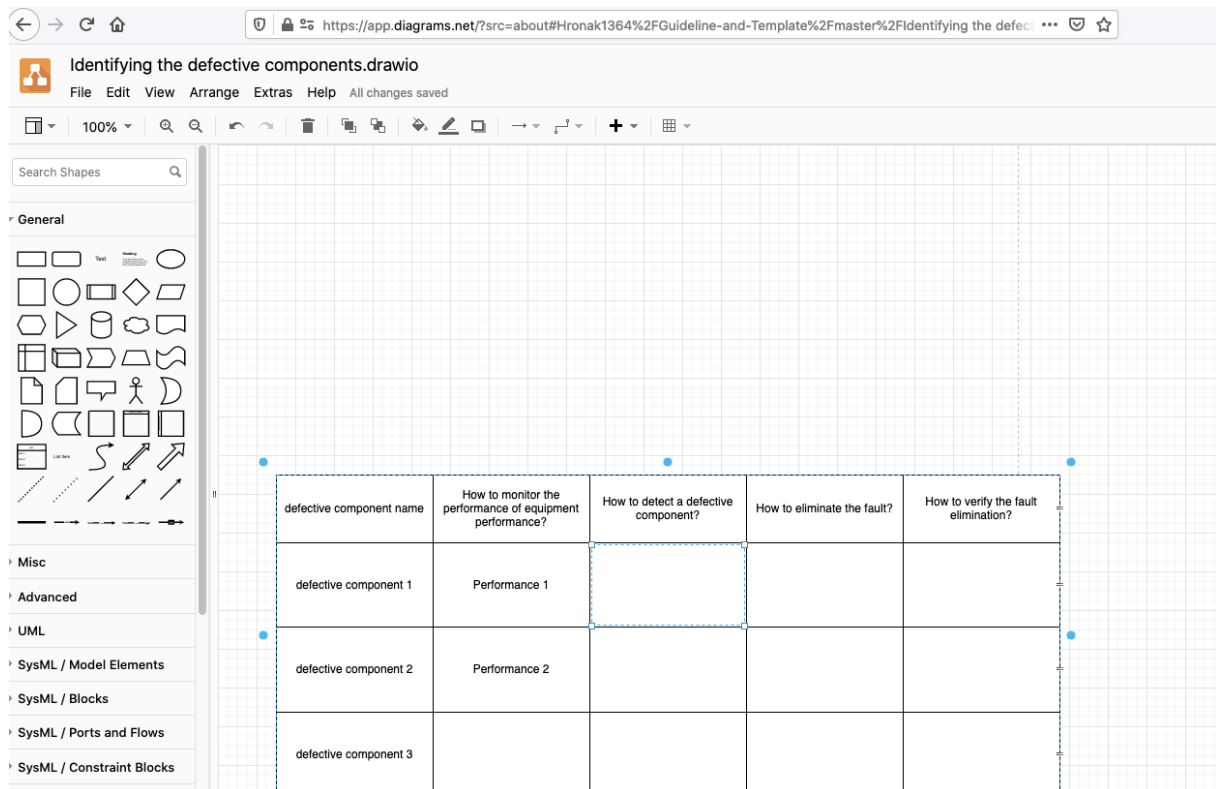 https://app.diagrams.net/?src=about#Hronak1364%2FGuideline-and-Template%2Fmaster%2FIdentifying the defec
Identifying the defective components.drawio
File Edit View Arrange Extras Help All changes saved
100%
Search Shapes
General
Text
Heading
List Item
Misc
Advanced
UML
SysML / Model Elements
SysML / Blocks
SysML / Ports and Flows
SysML / Constraint Blocks
defective component name
How to monitor the
performance of equipment
performance?
How to detect a defective
component?
How to eliminate the fault?
How to verify the fault
elimination?
defective component 1
Performance 1
defective component 2
Performance 2
defective component 3